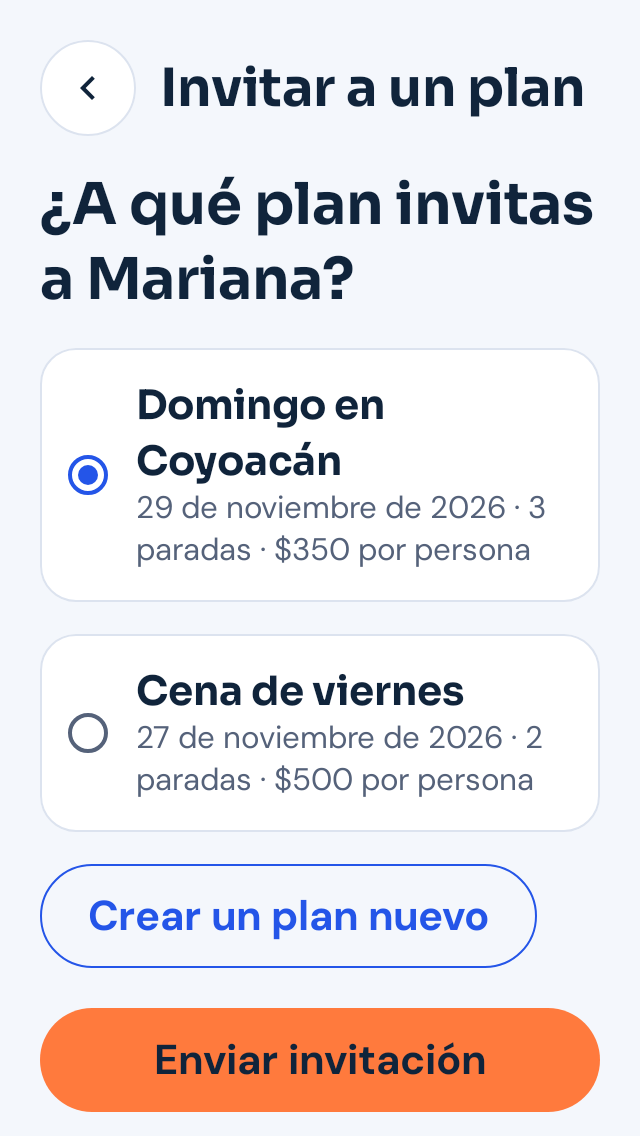 Invitar a un plan
¿A qué plan invitas
a Mariana?
Domingo en
Coyoacán
29 de noviembre de 2026 · 3
paradas · $350 por persona
Cena de viernes
27 de noviembre de 2026 · 2
paradas · $500 por persona
Crear un plan nuevo
Enviar invitación